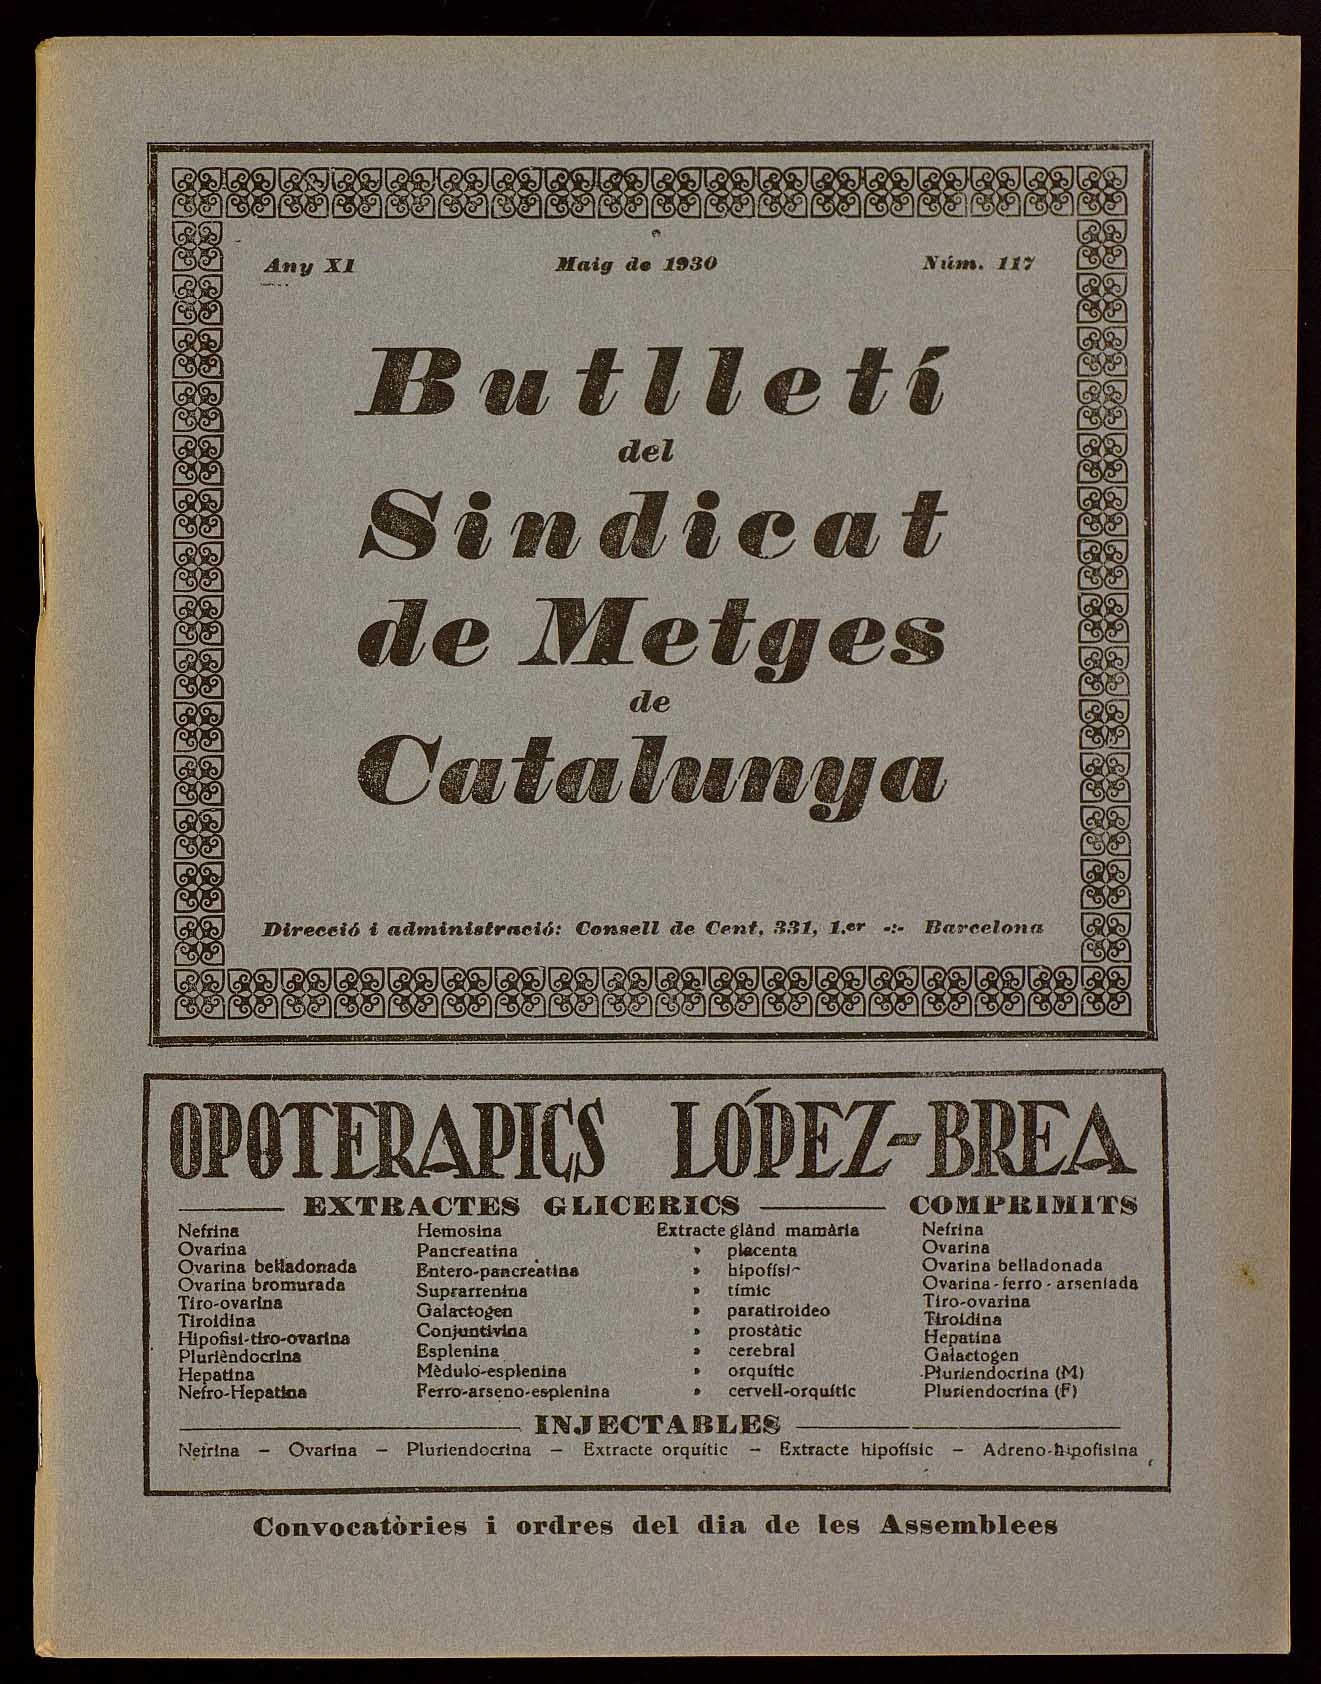 Any XI Maig de 1930 Núm. 117
Butlletí
del
Sindicat
de Metges
de
Catalunya
Direcció i administració: Consell de Cent, 331, 1.er -:- Barcelona
OPOTERAPICS LÓPEZ-BREA
EXTRACTES GLICERICS
Nefrina
Ovarina
Ovarina belladonada
Ovarina bromurada
Tiro-ovarina
Tiroidina
Hipofisi-tiro-ovarina
Plurièndocrina
Hepatina
Nefro-Hepatina
Hemosina
Pancreatina
Entero-pancreàtina
Suprarrenina
Galactogen
Conjuntivina
Esplenina
Mèdulo-esplenina
Ferro-arseno-esplenina
Extracte glànd mamària
» placenta
» hipofísi
» tímic
» paratiroideo
» prostàtic
» cerebral
» orquític
» cervell-orquític
COMPRIMITS
Nefrina
Ovarina
Ovarina belladonada
Ovarina - ferro - arseniada
Tiro-ovarina
Tiroidina
Hepatina
Galactogen
Pluriendocrina (M)
Pluriendocrina (F)
INJECTABLES
Nefrina — Ovarina — Pluriendocrina — Extracte orquític — Extracte hipofísic — Adreno-hipofisina
Convocatòries i ordres del dia de les Assemblees